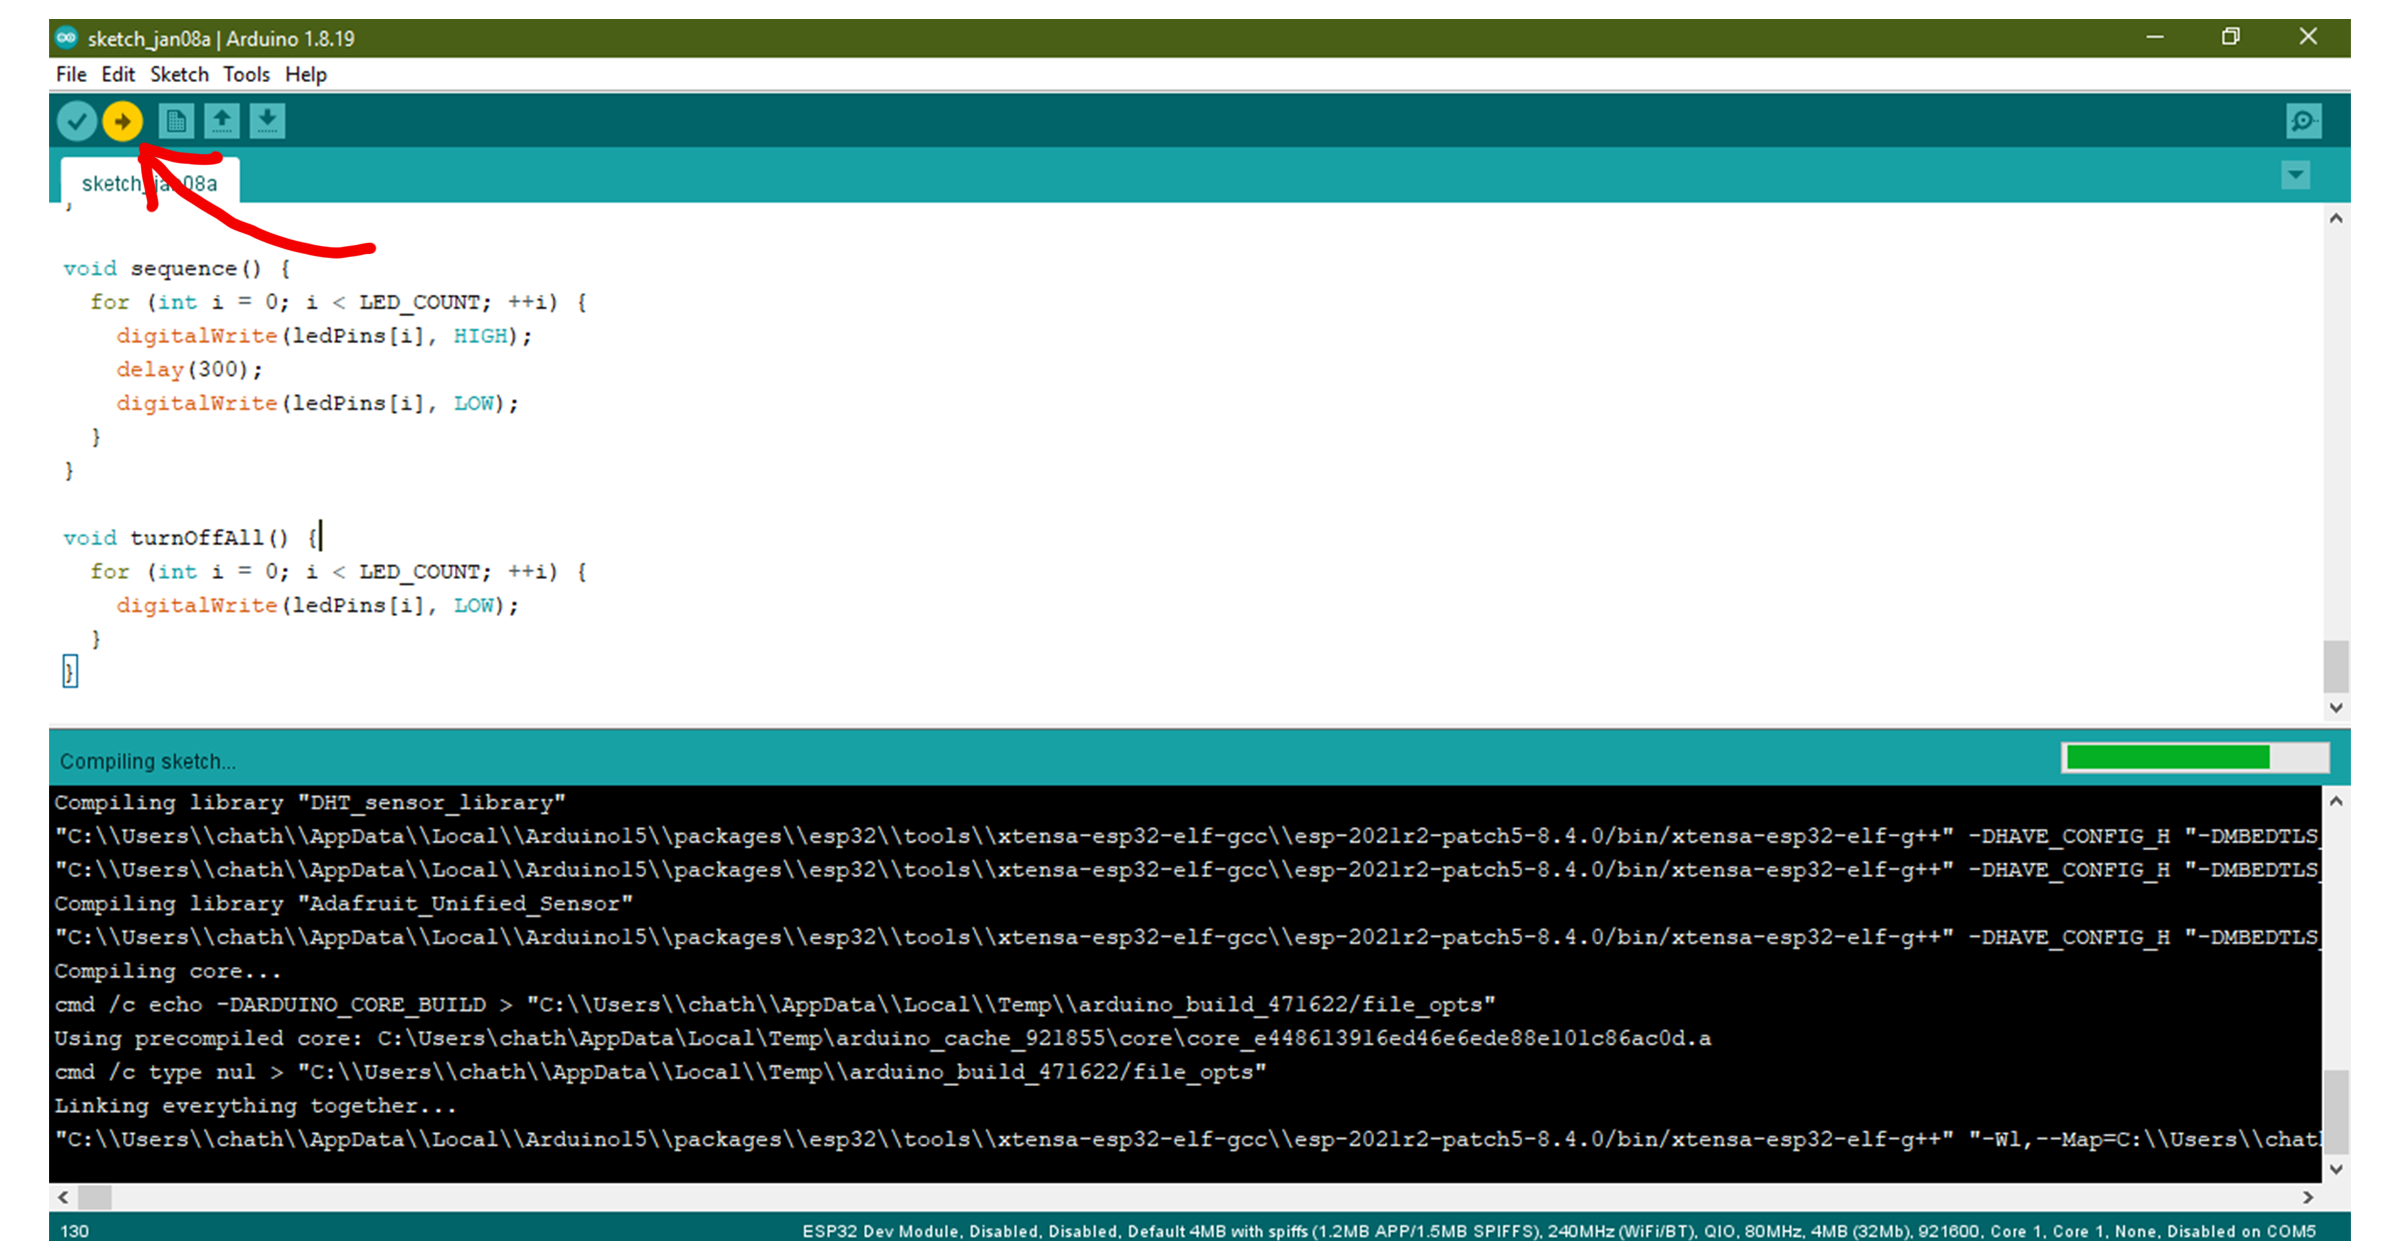 sketch_jan08a | Arduino 1.8.19
File Edit Sketch Tools Help
sketch_jan08a
}
void sequence() {
for (int i = 0; i < LED_COUNT; ++i) {
digitalWrite(ledPins[i], HIGH);
delay(300);
digitalWrite(ledPins[i], LOW);
}
}
void turnOffAll() {
for (int i = 0; i < LED_COUNT; ++i) {
digitalWrite(ledPins[i], LOW);
}
}
Compiling sketch...
Compiling library "DHT_sensor_library"
"C:\\Users\\chath\\AppData\\Local\\Arduino15\\packages\\esp32\\tools\\xtensa-esp32-elf-gcc\\esp-2021r2-patch5-8.4.0/bin/xtensa-esp32-elf-g++" -DHAVE_CONFIG_H "-DMBEDTLS_
"C:\\Users\\chath\\AppData\\Local\\Arduino15\\packages\\esp32\\tools\\xtensa-esp32-elf-gcc\\esp-2021r2-patch5-8.4.0/bin/xtensa-esp32-elf-g++" -DHAVE_CONFIG_H "-DMBEDTLS_
Compiling library "Adafruit_Unified_Sensor"
"C:\\Users\\chath\\AppData\\Local\\Arduino15\\packages\\esp32\\tools\\xtensa-esp32-elf-gcc\\esp-2021r2-patch5-8.4.0/bin/xtensa-esp32-elf-g++" -DHAVE_CONFIG_H "-DMBEDTLS_
Compiling core...
cmd /c echo -DARDUINO_CORE_BUILD > "C:\\Users\\chath\\AppData\\Local\\Temp\\arduino_build_471622/file_opts"
Using precompiled core: C:\Users\chath\AppData\Local\Temp\arduino_cache_921855\core\core_e448613916ed46e6ede88e101c86ac0d.a
cmd /c type nul > "C:\\Users\\chath\\AppData\\Local\\Temp\\arduino_build_471622/file_opts"
Linking everything together...
"C:\\Users\\chath\\AppData\\Local\\Arduino15\\packages\\esp32\\tools\\xtensa-esp32-elf-gcc\\esp-2021r2-patch5-8.4.0/bin/xtensa-esp32-elf-g++" "-Wl,--Map=C:\\Users\\chat
130
ESP32 Dev Module, Disabled, Disabled, Default 4MB with spiffs (1.2MB APP/1.5MB SPIFFS), 240MHz (WiFi/BT), QIO, 80MHz, 4MB (32Mb), 921600, Core 1, Core 1, None, Disabled on COM5